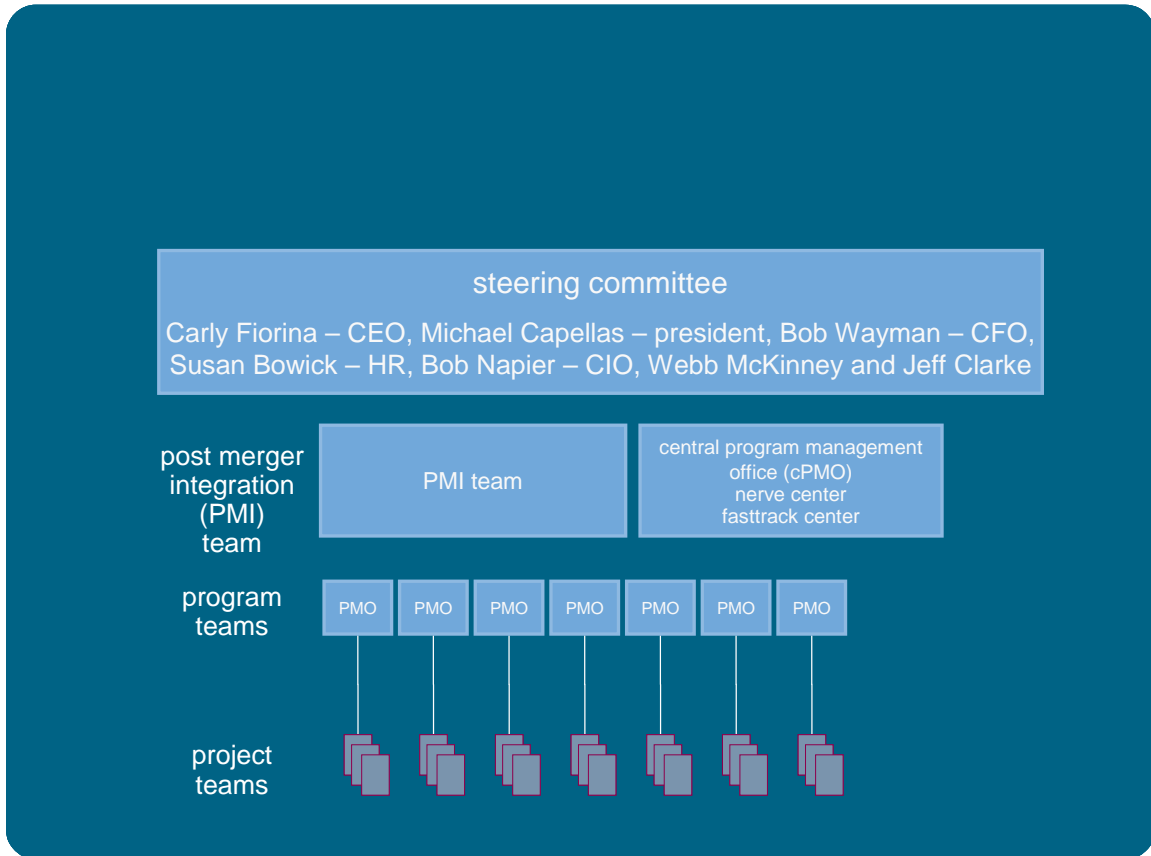 steering committee
Carly Fiorina – CEO, Michael Capellas – president, Bob Wayman – CFO,
Susan Bowick – HR, Bob Napier – CIO, Webb McKinney and Jeff Clarke
post merger
integration
(PMI)
team
PMI team
central program management
office (cPMO)
nerve center
fasttrack center
program
teams
PMO
PMO
PMO
PMO
PMO
PMO
PMO
project
teams